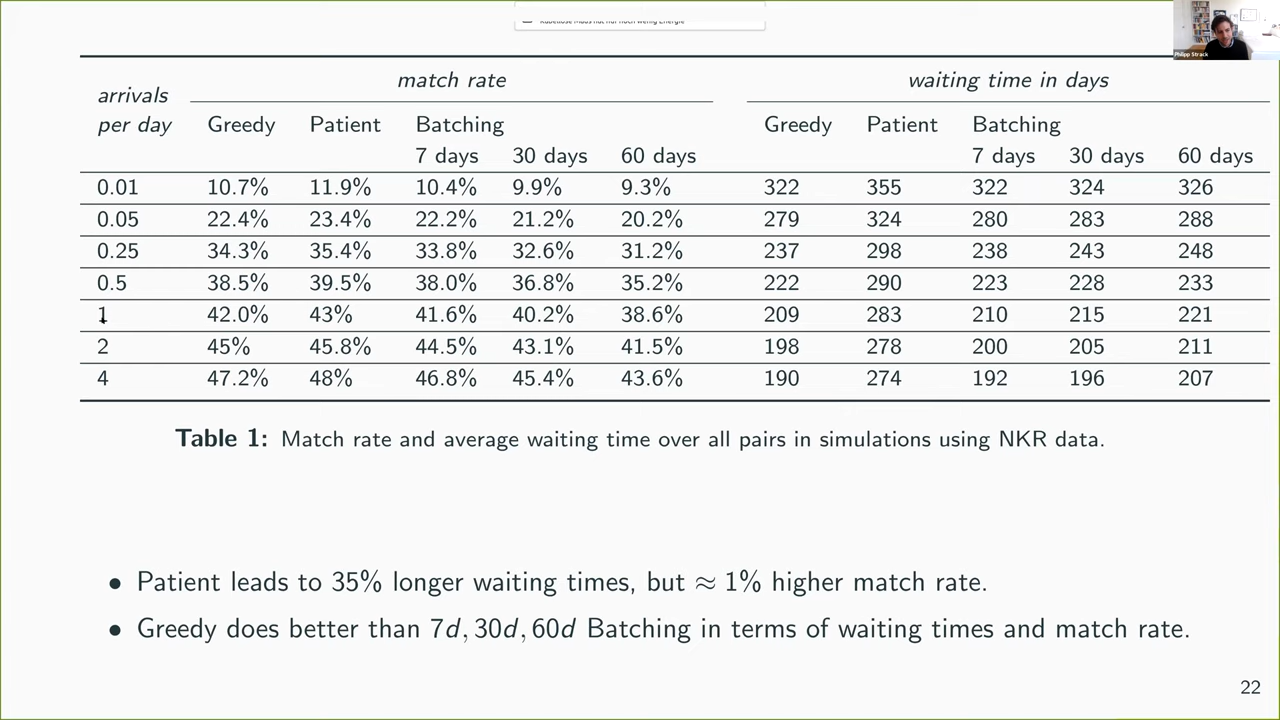 Philipp Strack
match rate waiting time in days
arrivals
per day Greedy Patient Batching Greedy Patient Batching
7 days 30 days 60 days 7 days 30 days 60 days
0.01 10.7% 11.9% 10.4% 9.9% 9.3% 322 355 322 324 326
0.05 22.4% 23.4% 22.2% 21.2% 20.2% 279 324 280 283 288
0.25 34.3% 35.4% 33.8% 32.6% 31.2% 237 298 238 243 248
0.5 38.5% 39.5% 38.0% 36.8% 35.2% 222 290 223 228 233
1 42.0% 43% 41.6% 40.2% 38.6% 209 283 210 215 221
2 45% 45.8% 44.5% 43.1% 41.5% 198 278 200 205 211
4 47.2% 48% 46.8% 45.4% 43.6% 190 274 192 196 207
Table 1: Match rate and average waiting time over all pairs in simulations using NKR data.
• Patient leads to 35% longer waiting times, but ≈ 1% higher match rate.
• Greedy does better than 7d, 30d, 60d Batching in terms of waiting times and match rate.
22